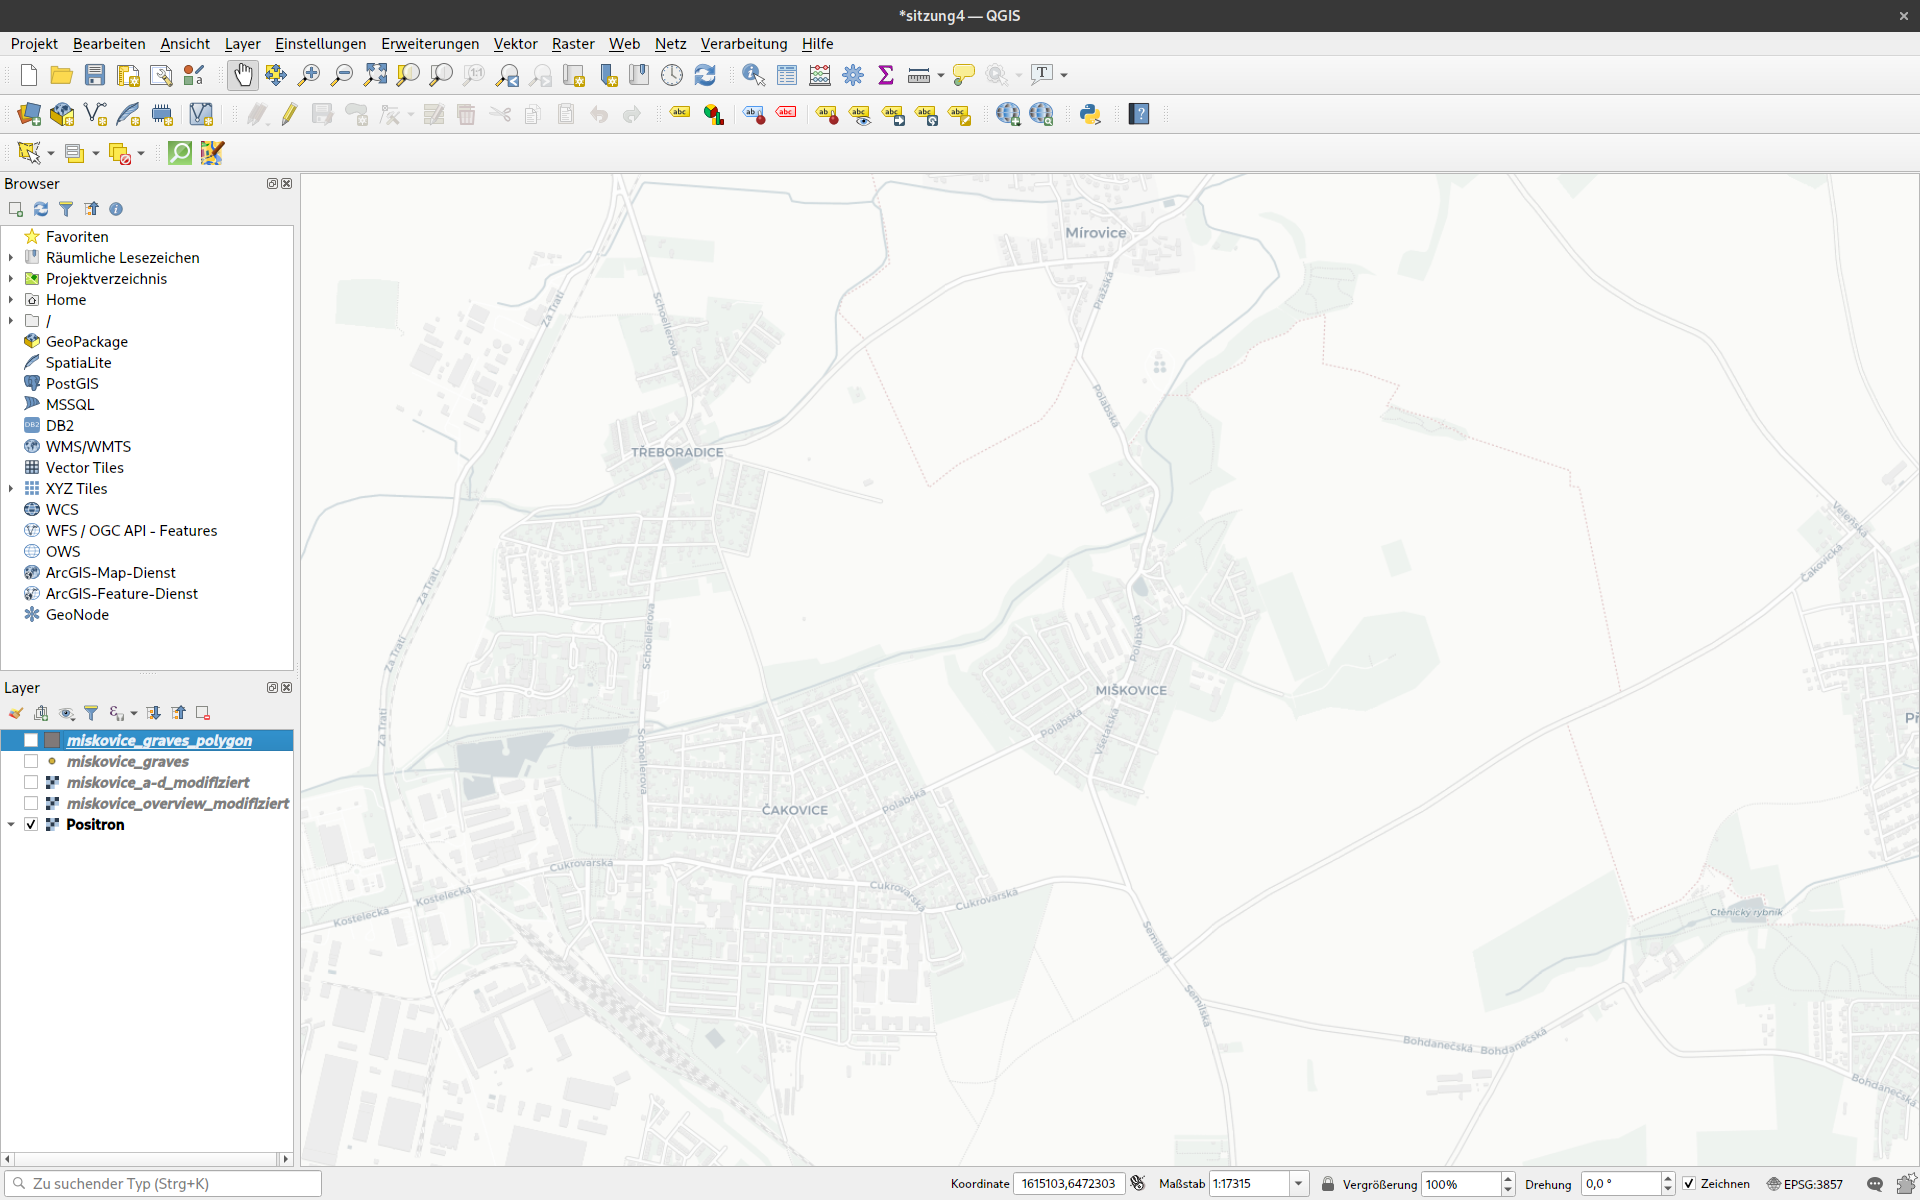 *sitzung4 — QGIS
Projekt Bearbeiten Ansicht Layer Einstellungen Erweiterungen Vektor Raster Web Netz Verarbeitung Hilfe
Browser
Favoriten
Räumliche Lesezeichen
Projektverzeichnis
Home
/
GeoPackage
SpatiaLite
PostGIS
MSSQL
DB2
WMS/WMTS
Vector Tiles
XYZ Tiles
WCS
WFS / OGC API - Features
OWS
ArcGIS-Map-Dienst
ArcGIS-Feature-Dienst
GeoNode
Layer
miskovice_graves_polygon
miskovice_graves
miskovice_a-d_modifiziert
miskovice_overview_modifiziert
Positron
Mírovice
Pražská
Za Tratí
Schoellerova
Polabská
TŘEBORADICE
Veleňská
Čakovická
Za Tratí
Schoellerova
Polabská
Za Tratí
MIŠKOVICE
Př
Za Tratí
Polabská
Všetatská
Schoellerova
ČAKOVICE
Polabská
Cukrovarská
Kostelecká
Cukrovarská
Cukrovarská
Kostelecká
Ctěnický rybník
Semilská
Semilská
Bohdanečská
Bohdanečská
Bohdanečská
Zu suchender Typ (Strg+K)
Koordinate 1615103,6472303 Maßstab 1:17315 Vergrößerung 100% Drehung 0,0 ° Zeichnen EPSG:3857